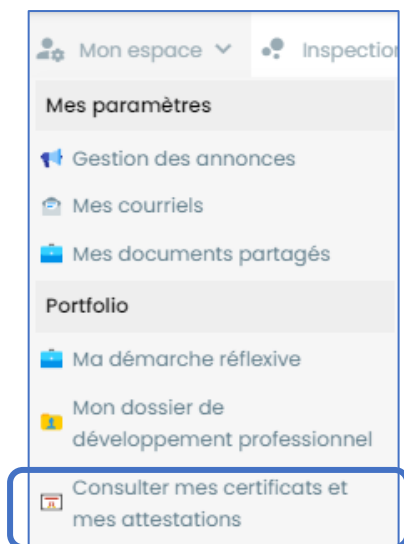 Mon espace
Inspection
Mes paramètres
Gestion des annonces
Mes courriels
Mes documents partagés
Portfolio
Ma démarche réflexive
Mon dossier de
développement professionnel
Consulter mes certificats et
mes attestations